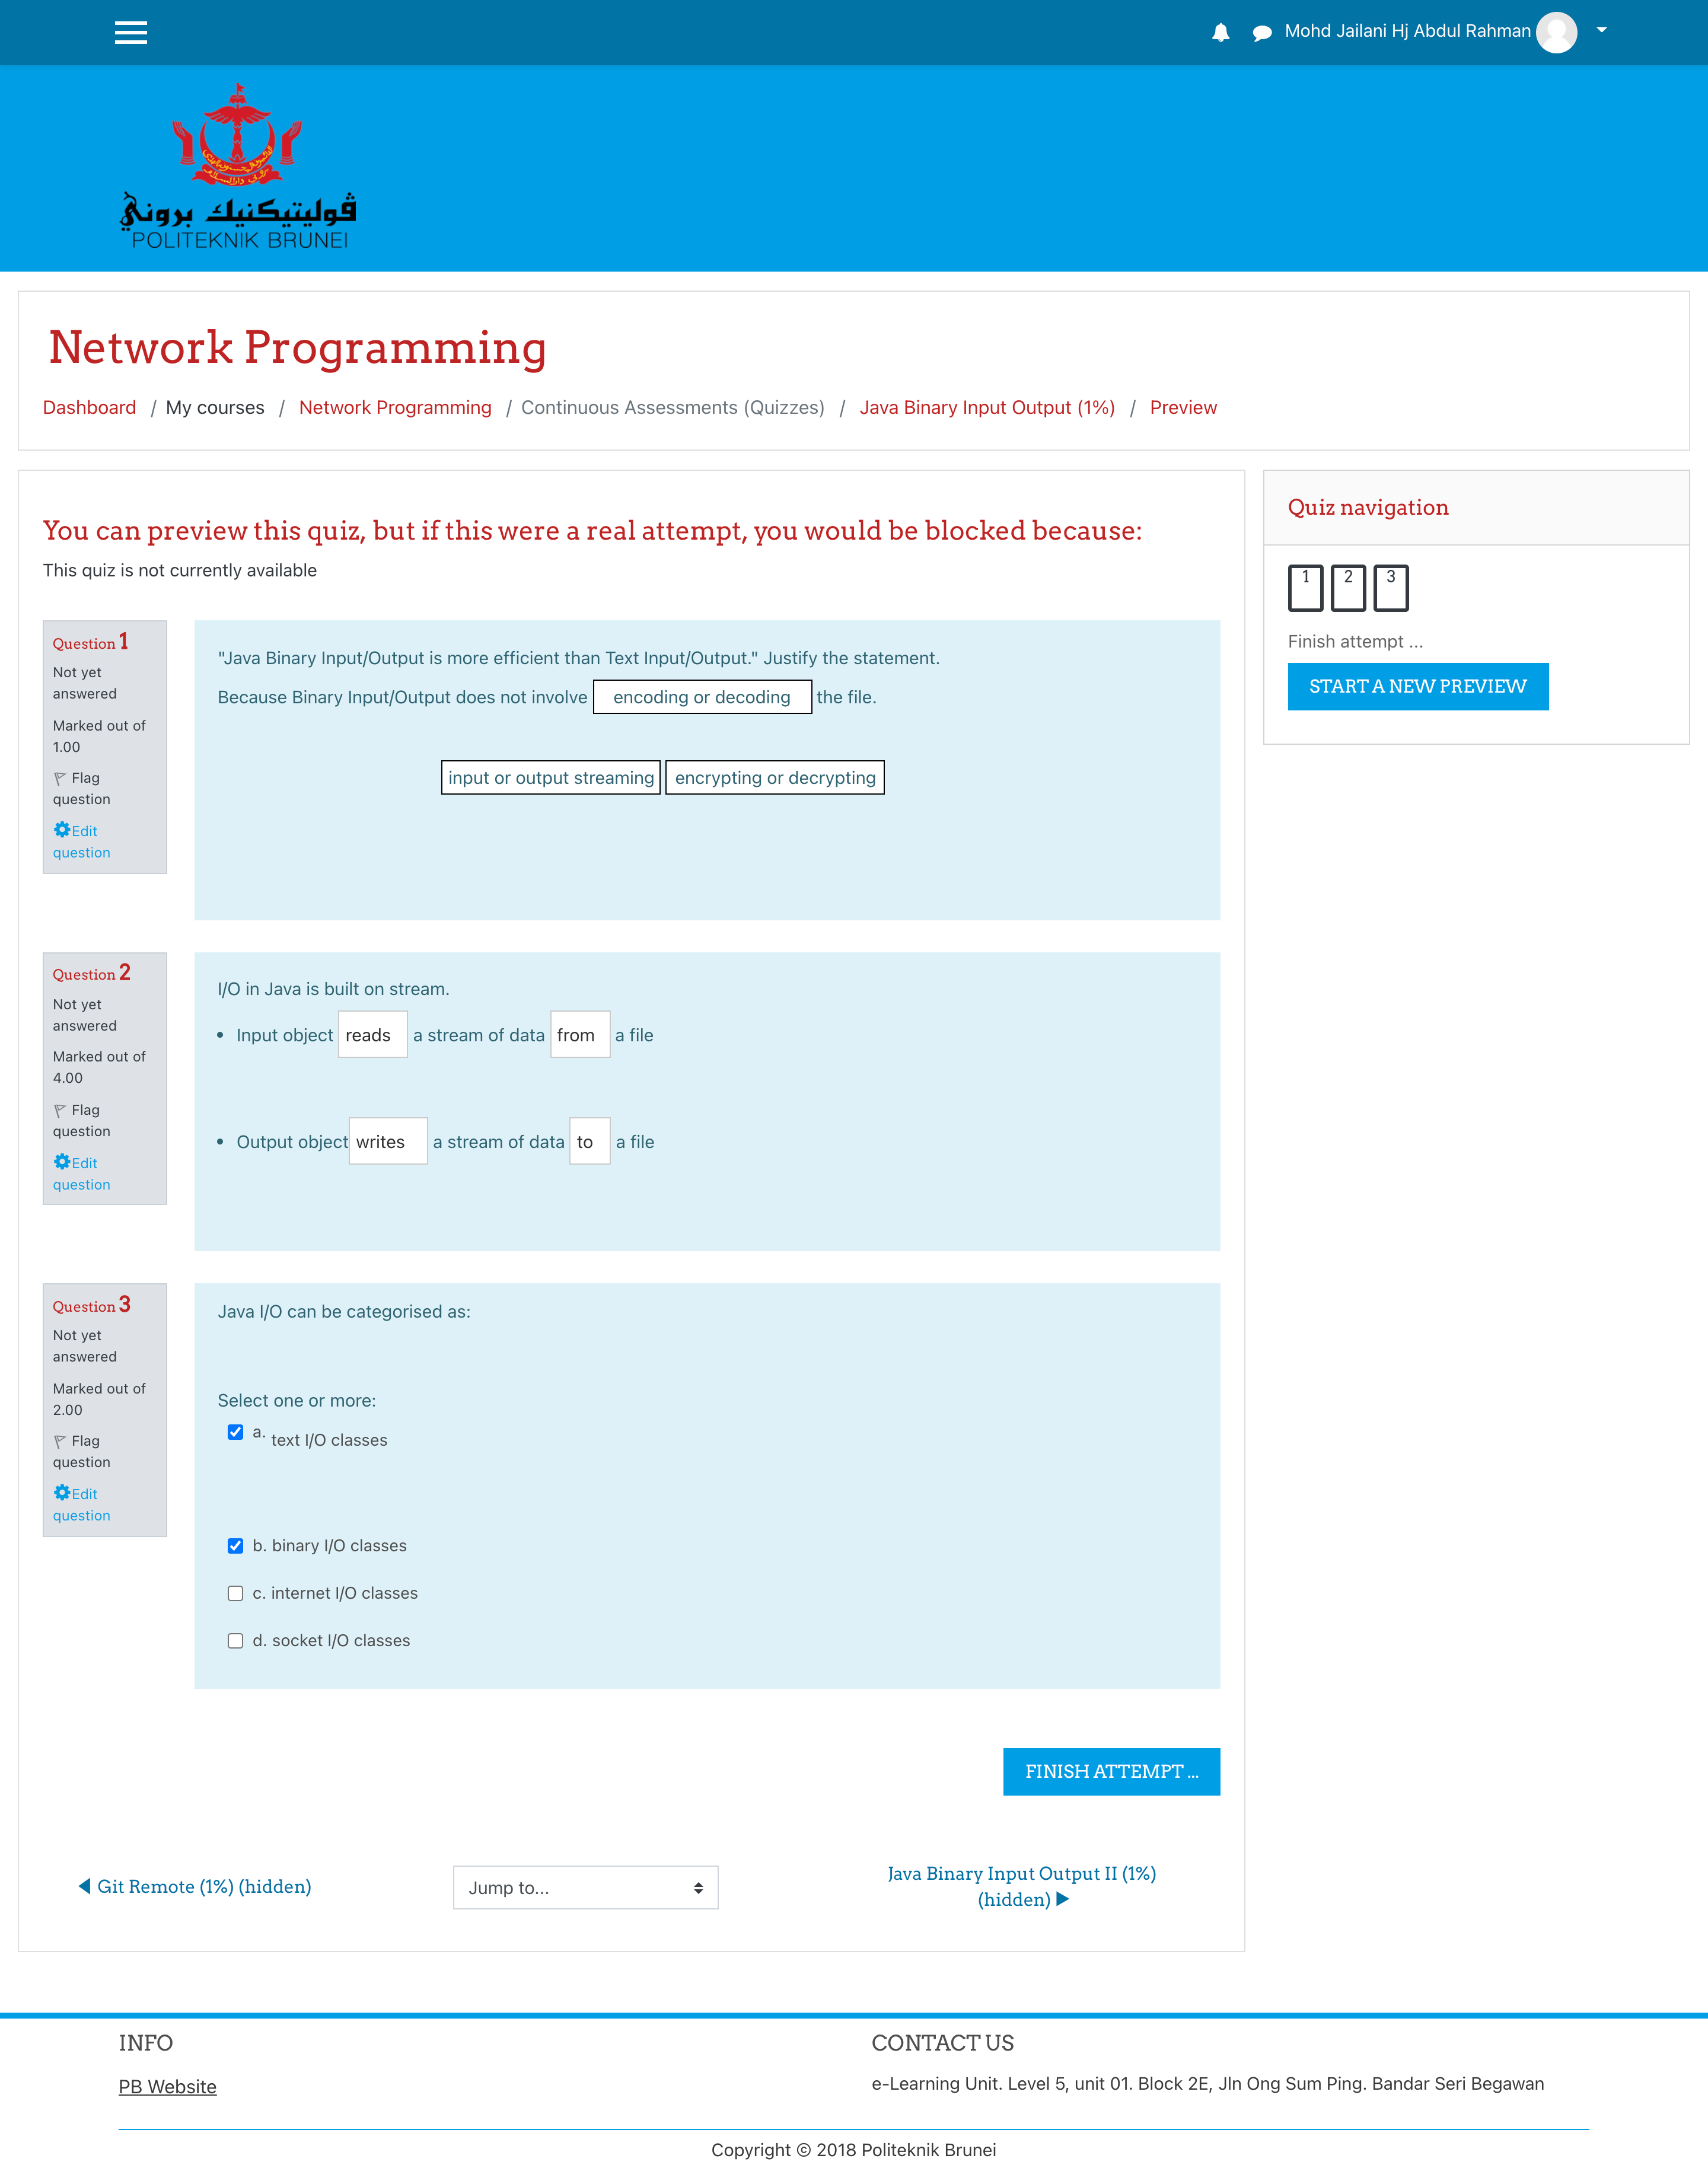 Mohd Jailani Hj Abdul Rahman
ڤوليتيكنيك بروني
POLITEKNIK BRUNEI
Network Programming
Dashboard / My courses / Network Programming / Continuous Assessments (Quizzes) / Java Binary Input Output (1%) / Preview
You can preview this quiz, but if this were a real attempt, you would be blocked because:
This quiz is not currently available
Question 1
Not yet
answered
Marked out of
1.00
Flag
question
Edit
question
"Java Binary Input/Output is more efficient than Text Input/Output." Justify the statement.
Because Binary Input/Output does not involve encoding or decoding the file.
input or output streaming encrypting or decrypting
Question 2
Not yet
answered
Marked out of
4.00
Flag
question
Edit
question
I/O in Java is built on stream.
• Input object reads a stream of data from a file
• Output object writes a stream of data to a file
Question 3
Not yet
answered
Marked out of
2.00
Flag
question
Edit
question
Java I/O can be categorised as:
Select one or more:
a. text I/O classes
b. binary I/O classes
c. internet I/O classes
d. socket I/O classes
FINISH ATTEMPT ...
◀ Git Remote (1%) (hidden)
Jump to...
Java Binary Input Output II (1%)
(hidden) ▶
Quiz navigation
1 2 3
Finish attempt ...
START A NEW PREVIEW
INFO
PB Website
CONTACT US
e-Learning Unit. Level 5, unit 01. Block 2E, Jln Ong Sum Ping. Bandar Seri Begawan
Copyright © 2018 Politeknik Brunei